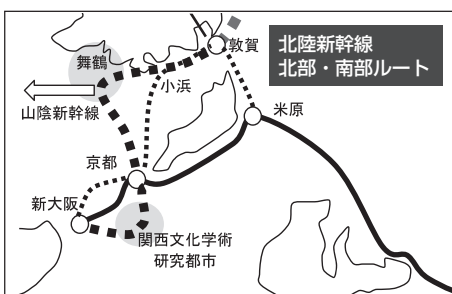 北陸新幹線
北部・南部ルート
敦賀
舞鶴
小浜
山陰新幹線
米原
京都
新大阪
関西文化学術
研究都市